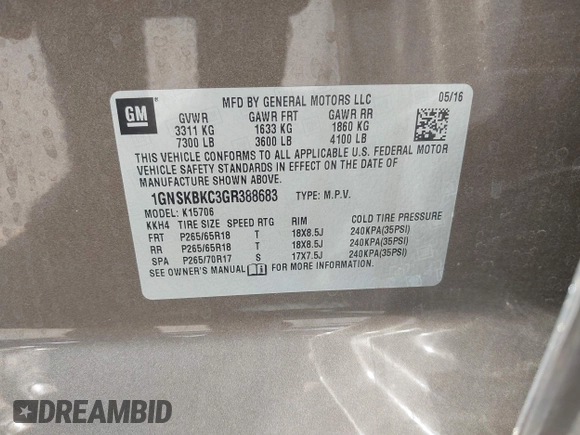 GM
MFD BY GENERAL MOTORS LLC 05/16
GVWR GAWR FRT GAWR RR
3311 KG 1633 KG 1860 KG
7300 LB 3600 LB 4100 LB
THIS VEHICLE CONFORMS TO ALL APPLICABLE U.S. FEDERAL MOTOR
VEHICLE SAFETY STANDARDS IN EFFECT ON THE DATE OF
MANUFACTURE SHOWN ABOVE.
1GNSKBKC3GR388683 TYPE: M.P.V.
MODEL: K15706
KKH4 TIRE SIZE SPEED RTG RIM COLD TIRE PRESSURE
FRT P265/65R18 T 18X8.5J 240KPA(35PSI)
RR P265/65R18 T 18X8.5J 240KPA(35PSI)
SPA P265/70R17 S 17X7.5J 240KPA(35PSI)
SEE OWNER'S MANUAL FOR MORE INFORMATION.
DREAMBID